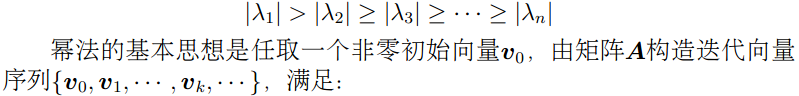 |λ₁| > |λ₂| ≥ |λ₃| ≥ ⋯ ≥ |λₙ|
幂法的基本思想是任取一个非零初始向量v₀，由矩阵A构造迭代向量
序列{v₀, v₁, ⋯ , vₖ, ⋯}，满足：